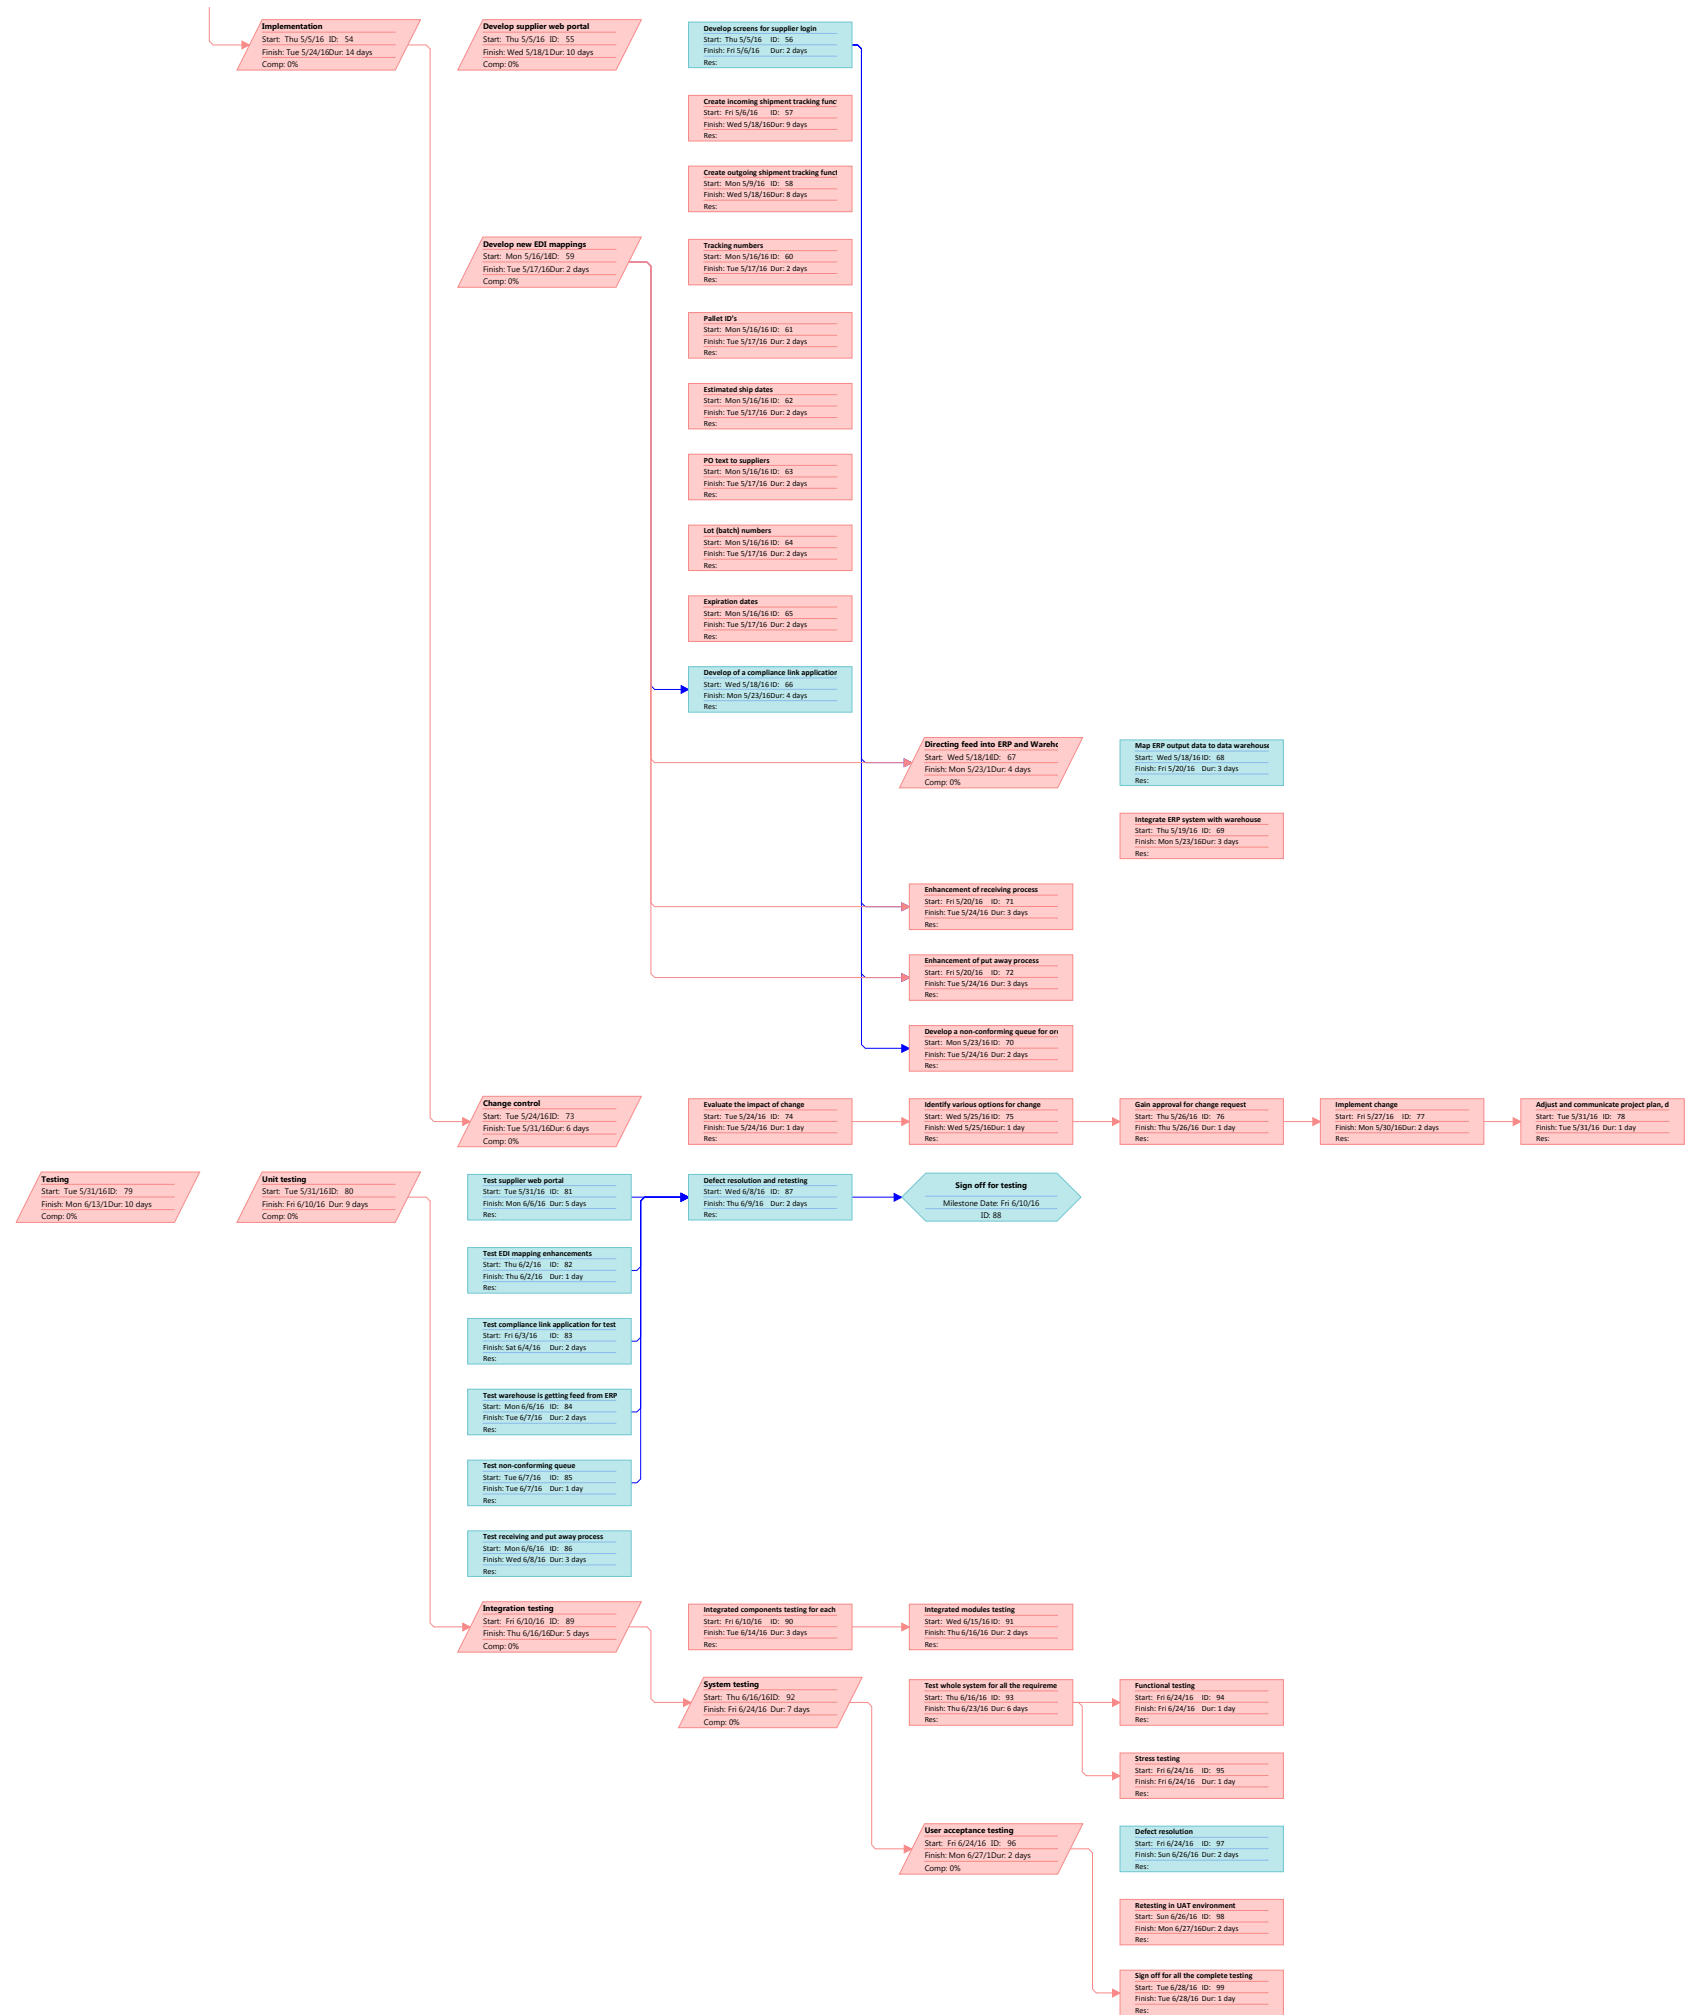 Implementation
Start: Thu 5/5/16 ID: 54
Finish: Tue 5/24/16Dur: 14 days
Comp: 0%
Develop supplier web portal
Start: Thu 5/5/16 ID: 55
Finish: Wed 5/18/1Dur: 10 days
Comp: 0%
Develop screens for supplier login
Start: Thu 5/5/16 ID: 56
Finish: Fri 5/6/16 Dur: 2 days
Res:
Create incoming shipment tracking func
Start: Fri 5/6/16 ID: 57
Finish: Wed 5/18/16Dur: 9 days
Res:
Create outgoing shipment tracking funct
Start: Mon 5/9/16 ID: 58
Finish: Wed 5/18/16Dur: 8 days
Res:
Develop new EDI mappings
Start: Mon 5/16/1ID: 59
Finish: Tue 5/17/16Dur: 2 days
Comp: 0%
Tracking numbers
Start: Mon 5/16/16 ID: 60
Finish: Tue 5/17/16 Dur: 2 days
Res:
Pallet ID's
Start: Mon 5/16/16 ID: 61
Finish: Tue 5/17/16 Dur: 2 days
Res:
Estimated ship dates
Start: Mon 5/16/16 ID: 62
Finish: Tue 5/17/16 Dur: 2 days
Res:
PO text to suppliers
Start: Mon 5/16/16 ID: 63
Finish: Tue 5/17/16 Dur: 2 days
Res:
Lot (batch) numbers
Start: Mon 5/16/16 ID: 64
Finish: Tue 5/17/16 Dur: 2 days
Res:
Expiration dates
Start: Mon 5/16/16 ID: 65
Finish: Tue 5/17/16 Dur: 2 days
Res:
Develop of a compliance link application
Start: Wed 5/18/16 ID: 66
Finish: Mon 5/23/16Dur: 4 days
Res:
Directing feed into ERP and Wareho
Start: Wed 5/18/1ID: 67
Finish: Mon 5/23/1Dur: 4 days
Comp: 0%
Map ERP output data to data warehouse
Start: Wed 5/18/16 ID: 68
Finish: Fri 5/20/16 Dur: 3 days
Res:
Integrate ERP system with warehouse
Start: Thu 5/19/16 ID: 69
Finish: Mon 5/23/16Dur: 3 days
Res:
Enhancement of receiving process
Start: Fri 5/20/16 ID: 71
Finish: Tue 5/24/16 Dur: 3 days
Res:
Enhancement of put away process
Start: Fri 5/20/16 ID: 72
Finish: Tue 5/24/16 Dur: 3 days
Res:
Develop a non-conforming queue for or
Start: Mon 5/23/16 ID: 70
Finish: Tue 5/24/16 Dur: 2 days
Res:
Change control
Start: Tue 5/24/16ID: 73
Finish: Tue 5/31/16Dur: 6 days
Comp: 0%
Evaluate the impact of change
Start: Tue 5/24/16 ID: 74
Finish: Tue 5/24/16 Dur: 1 day
Res:
Identify various options for change
Start: Wed 5/25/16 ID: 75
Finish: Wed 5/25/16Dur: 1 day
Res:
Gain approval for change request
Start: Thu 5/26/16 ID: 76
Finish: Thu 5/26/16 Dur: 1 day
Res:
Implement change
Start: Fri 5/27/16 ID: 77
Finish: Mon 5/30/16Dur: 2 days
Res:
Adjust and communicate project plan, d
Start: Tue 5/31/16 ID: 78
Finish: Tue 5/31/16 Dur: 1 day
Res:
Testing
Start: Tue 5/31/16ID: 79
Finish: Mon 6/13/1Dur: 10 days
Comp: 0%
Unit testing
Start: Tue 5/31/16ID: 80
Finish: Fri 6/10/16 Dur: 9 days
Comp: 0%
Test supplier web portal
Start: Tue 5/31/16 ID: 81
Finish: Mon 6/6/16 Dur: 5 days
Res:
Defect resolution and retesting
Start: Wed 6/8/16 ID: 87
Finish: Thu 6/9/16 Dur: 2 days
Res:
Sign off for testing
Milestone Date: Fri 6/10/16
ID: 88
Test EDI mapping enhancements
Start: Thu 6/2/16 ID: 82
Finish: Thu 6/2/16 Dur: 1 day
Res:
Test compliance link application for test
Start: Fri 6/3/16 ID: 83
Finish: Sat 6/4/16 Dur: 2 days
Res:
Test warehouse is getting feed from ERP
Start: Mon 6/6/16 ID: 84
Finish: Tue 6/7/16 Dur: 2 days
Res:
Test non-conforming queue
Start: Tue 6/7/16 ID: 85
Finish: Tue 6/7/16 Dur: 1 day
Res:
Test receiving and put away process
Start: Mon 6/6/16 ID: 86
Finish: Wed 6/8/16 Dur: 3 days
Res:
Integration testing
Start: Fri 6/10/16 ID: 89
Finish: Thu 6/16/16Dur: 5 days
Comp: 0%
Integrated components testing for each
Start: Fri 6/10/16 ID: 90
Finish: Tue 6/14/16 Dur: 3 days
Res:
Integrated modules testing
Start: Wed 6/15/16 ID: 91
Finish: Thu 6/16/16 Dur: 2 days
Res:
System testing
Start: Thu 6/16/16ID: 92
Finish: Fri 6/24/16 Dur: 7 days
Comp: 0%
Test whole system for all the requireme
Start: Thu 6/16/16 ID: 93
Finish: Thu 6/23/16 Dur: 6 days
Res:
Functional testing
Start: Fri 6/24/16 ID: 94
Finish: Fri 6/24/16 Dur: 1 day
Res:
Stress testing
Start: Fri 6/24/16 ID: 95
Finish: Fri 6/24/16 Dur: 1 day
Res:
User acceptance testing
Start: Fri 6/24/16 ID: 96
Finish: Mon 6/27/1Dur: 2 days
Comp: 0%
Defect resolution
Start: Fri 6/24/16 ID: 97
Finish: Sun 6/26/16 Dur: 2 days
Res:
Retesting in UAT environment
Start: Sun 6/26/16 ID: 98
Finish: Mon 6/27/16Dur: 2 days
Res:
Sign off for all the complete testing
Start: Tue 6/28/16 ID: 99
Finish: Tue 6/28/16 Dur: 1 day
Res: